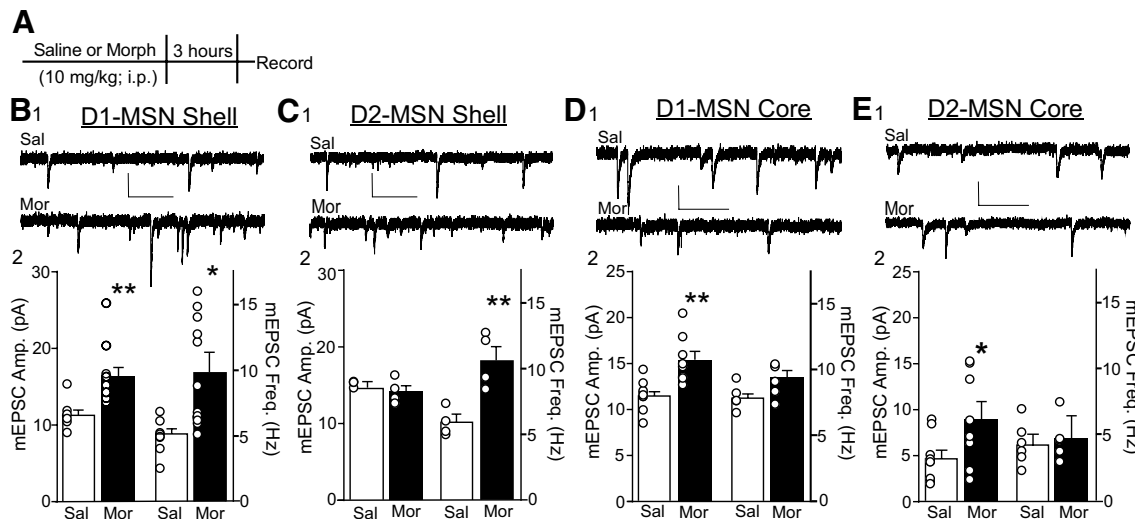 A
Saline or Morph
3 hours
Record
(10 mg/kg; i.p.)
B1
D1-MSN Shell
Sal
Mor
2
mEPSC Amp. (pA)
30
20
10
0
**
*
15
10
5
0
mEPSC Freq. (Hz)
Sal Mor Sal Mor
C1
D2-MSN Shell
Sal
Mor
2
mEPSC Amp. (pA)
30
20
10
0
**
15
10
5
0
mEPSC Freq. (Hz)
Sal Mor Sal Mor
D1
D1-MSN Core
Sal
Mor
2
mEPSC Amp. (pA)
25
20
15
10
5
0
**
15
10
5
0
mEPSC Freq. (Hz)
Sal Mor Sal Mor
E1
D2-MSN Core
Sal
Mor
2
mEPSC Amp. (pA)
25
20
15
10
5
0
*
15
10
5
0
mEPSC Freq. (Hz)
Sal Mor Sal Mor